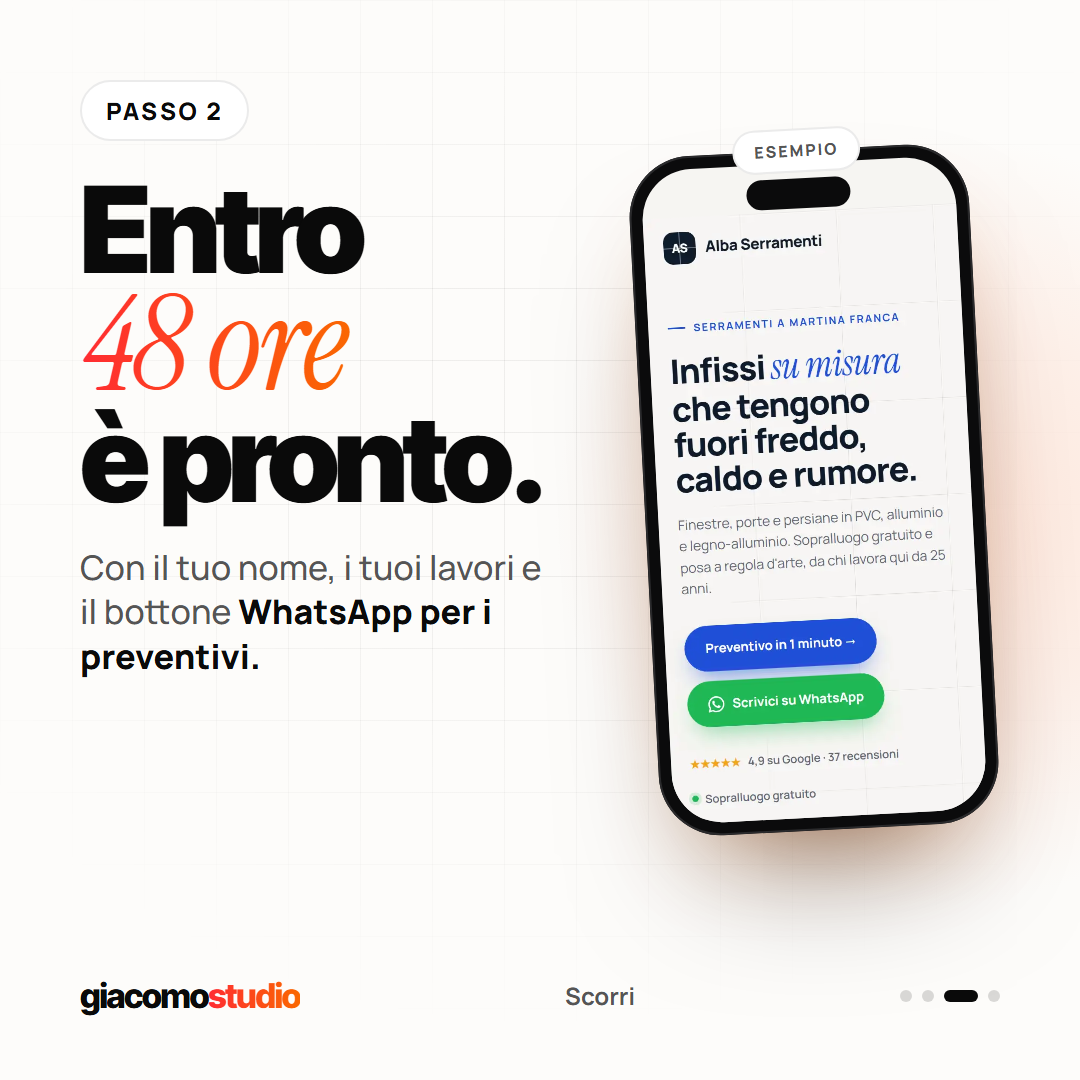 PASSO 2
Entro
48 ore
è pronto.
Con il tuo nome, i tuoi lavori e
il bottone WhatsApp per i
preventivi.
ESEMPIO
AS
Alba Serramenti
SERRAMENTI A MARTINA FRANCA
Infissi su misura
che tengono
fuori freddo,
caldo e rumore.
Finestre, porte e persiane in PVC, alluminio
e legno-alluminio. Sopralluogo gratuito e
posa a regola d'arte, da chi lavora qui da 25
anni.
Preventivo in 1 minuto →
Scrivici su WhatsApp
★★★★★ 4,9 su Google · 37 recensioni
Sopralluogo gratuito
giacomostudio
Scorri